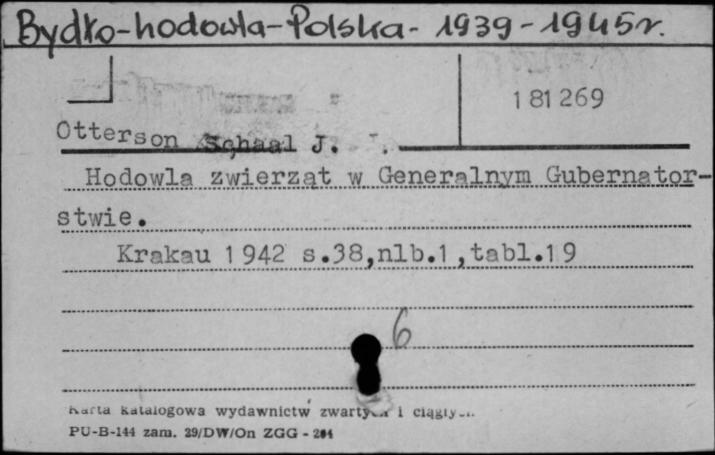 Bydło-hodowla-Polska- 1939-1945r.
181269
Otterson Schaal J.
Hodowla zwierząt w Generalnym Gubernator-
stwie.
Krakau 1942 s.38,nlb.1,tabl.19
6
Karta katalogowa wydawnictw zwartych i ciągłych
PU-B-144 zam. 29/DW/On ZGG - 204